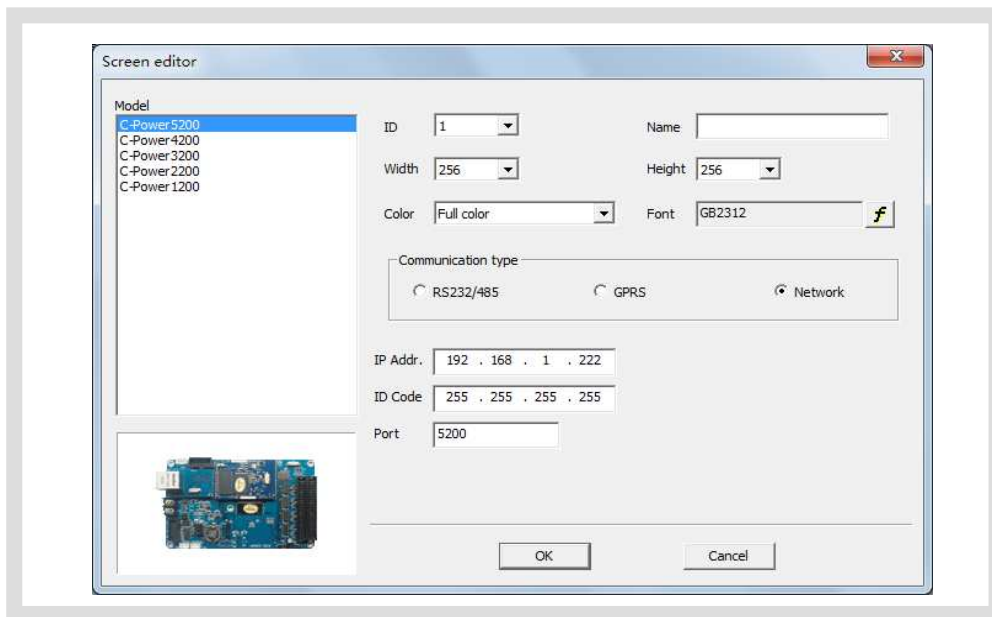 Screen editor
Model
C-Power5200
C-Power4200
C-Power3200
C-Power2200
C-Power1200
ID 1 Name
Width 256 Height 256
Color Full color Font GB2312 f
Communication type
RS232/485 GPRS Network
IP Addr. 192 . 168 . 1 . 222
ID Code 255 . 255 . 255 . 255
Port 5200
OK Cancel